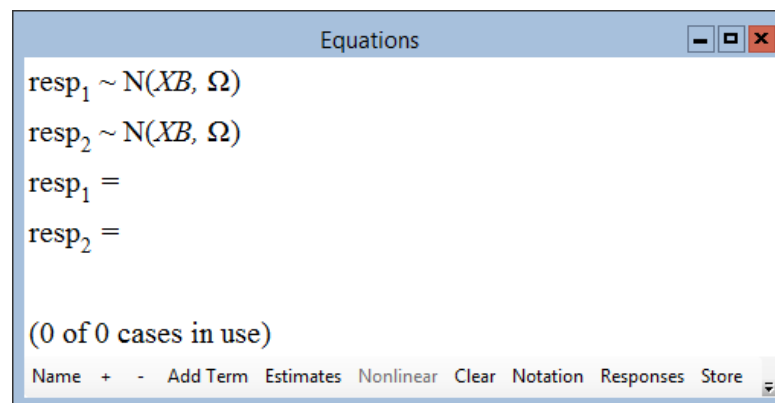 Equations
resp₁ ~ N(XB, Ω)
resp₂ ~ N(XB, Ω)
resp₁ =
resp₂ =
(0 of 0 cases in use)
Name + - Add Term Estimates Nonlinear Clear Notation Responses Store